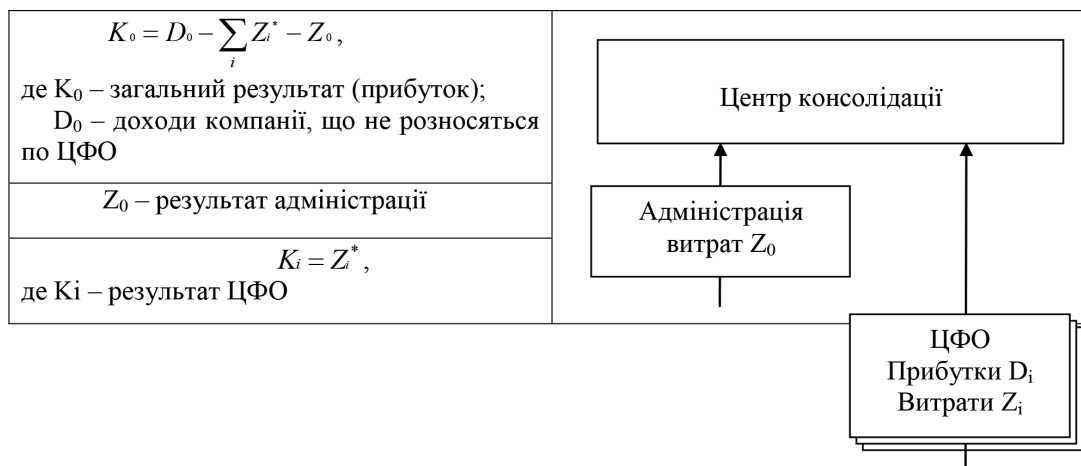 K₀ = D₀ − ∑ᵢ Zᵢ* − Z₀ ,
де K₀ – загальний результат (прибуток);
D₀ – доходи компанії, що не розносяться
по ЦФО
Z₀ – результат адміністрації
Kᵢ = Zᵢ* ,
де Кі – результат ЦФО
Центр консолідації
Адміністрація
витрат Z₀
ЦФО
Прибутки Dᵢ
Витрати Zᵢ